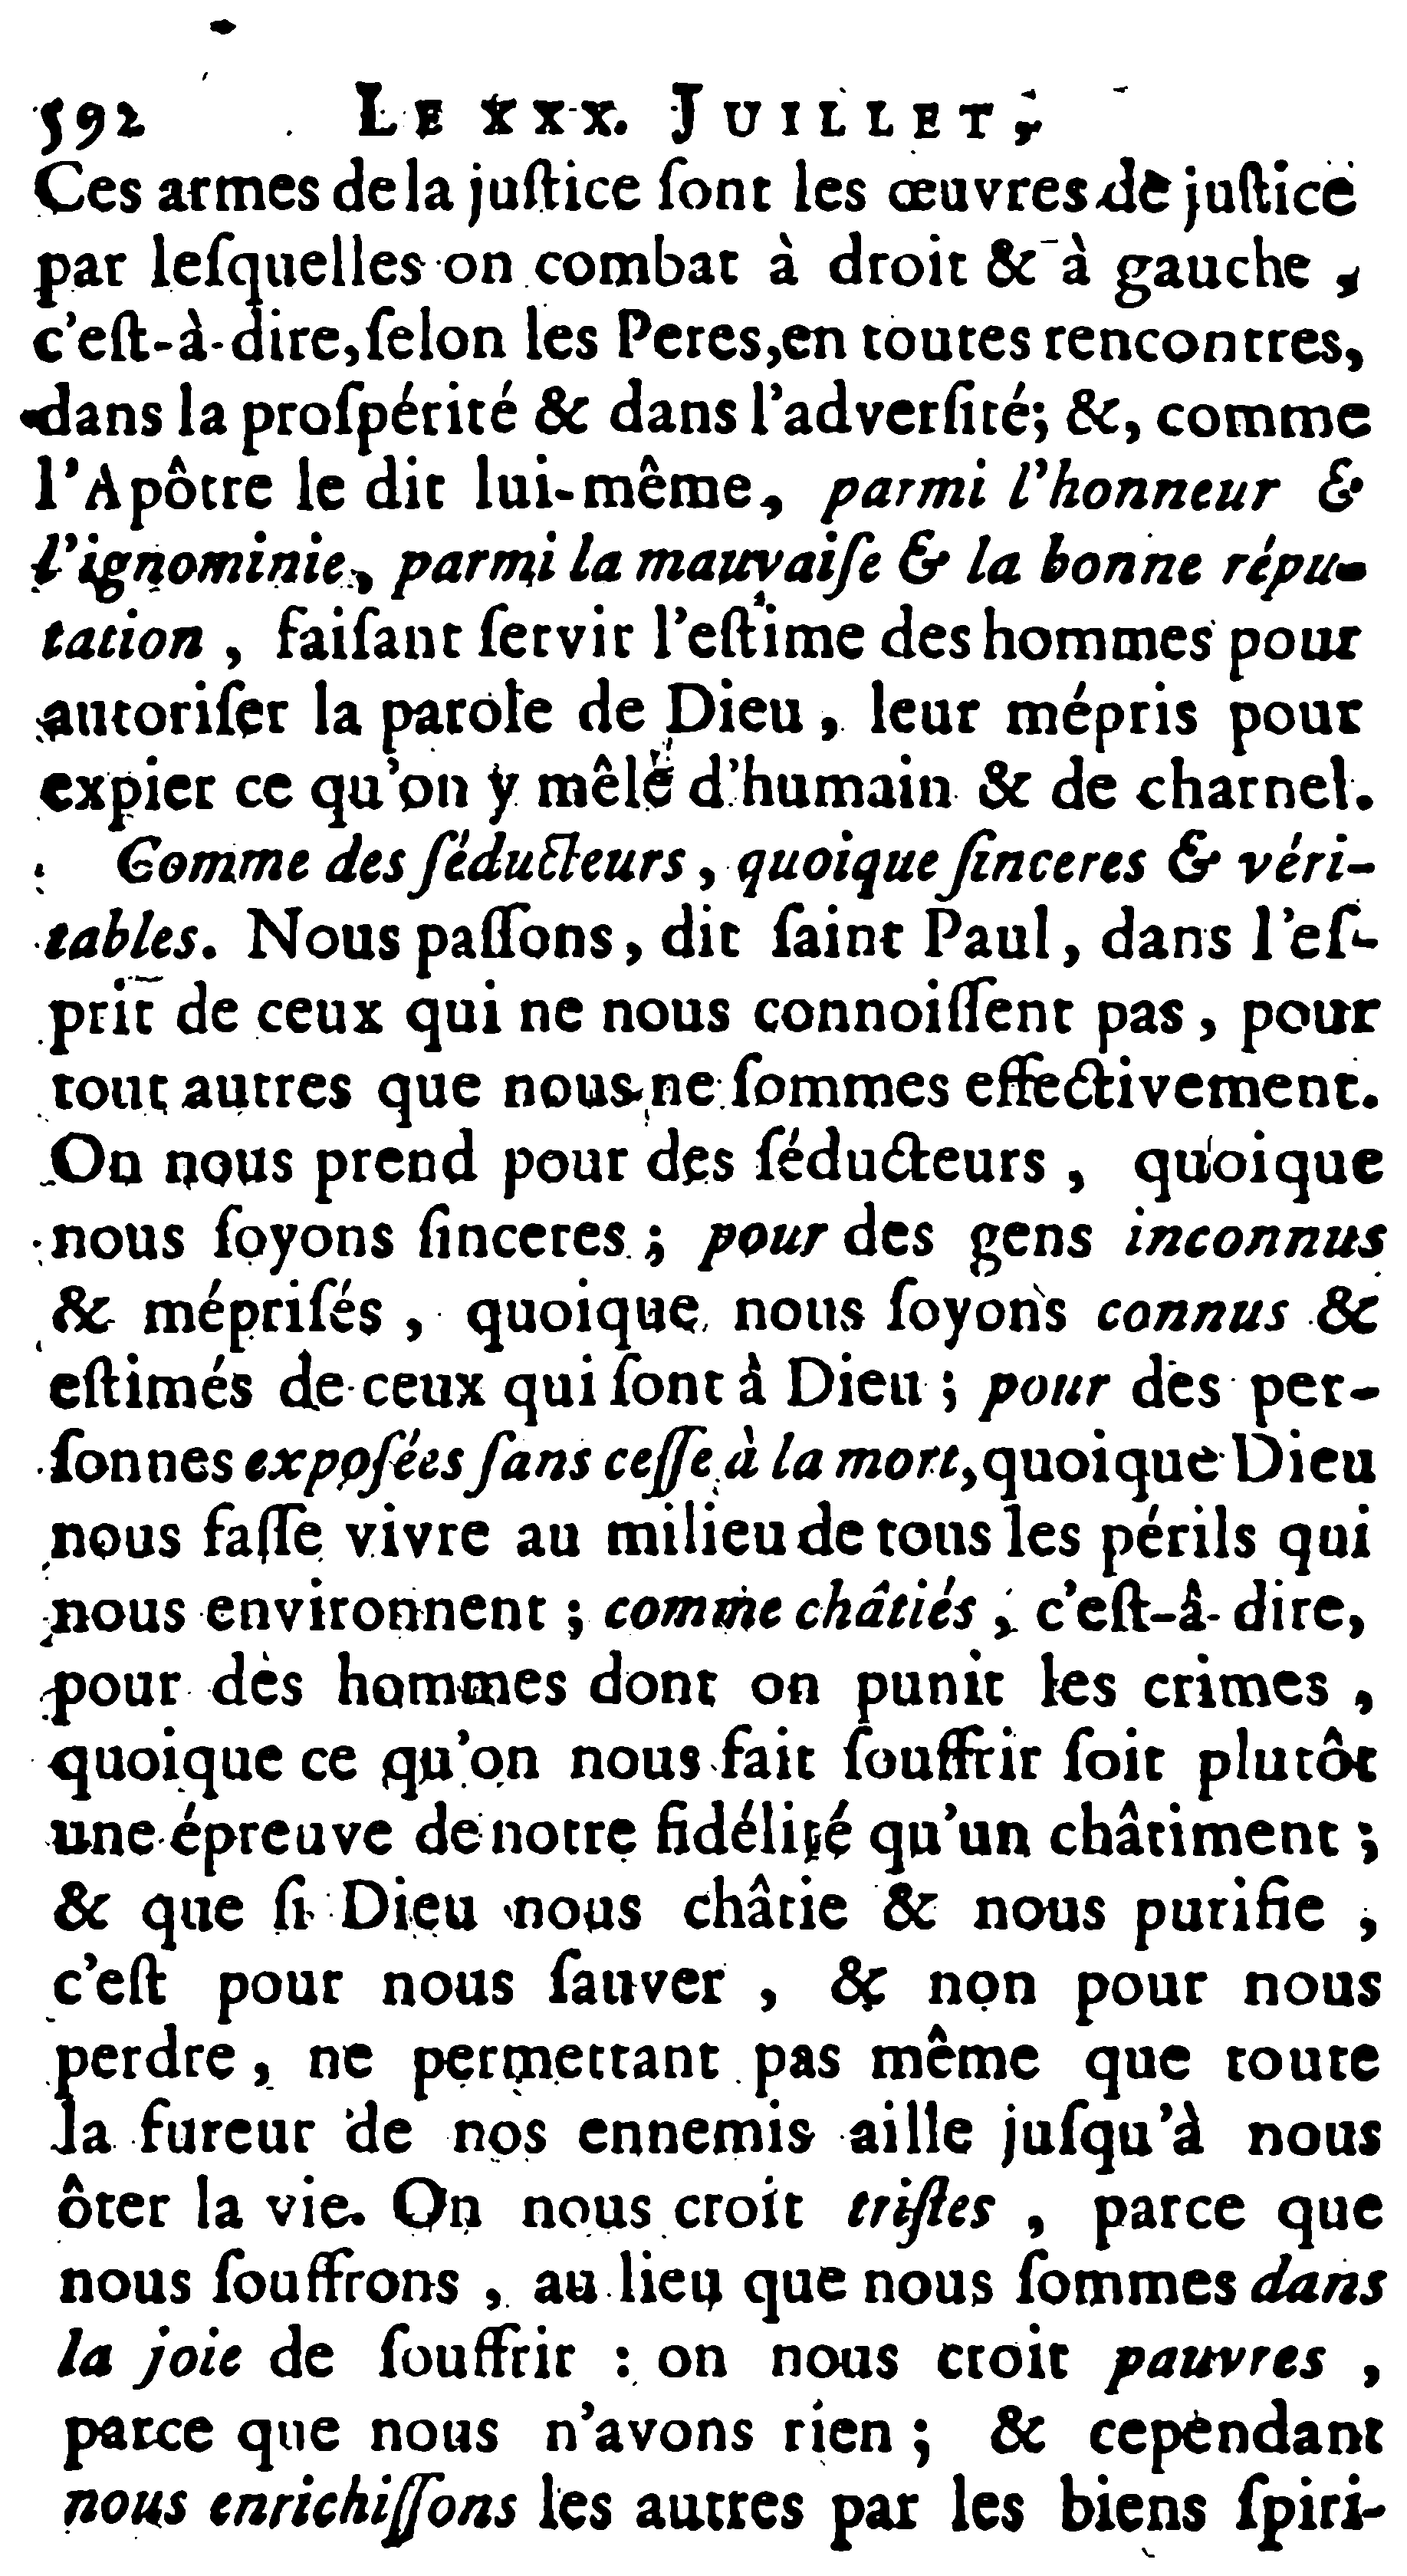 592 LE XXX. JUILLET,
Ces armes de la juſtice ſont les œuvres de juſtice
par leſquelles on combat à droit & à gauche,
c'eſt-à-dire, ſelon les Peres, en toutes rencontres,
dans la proſpérité & dans l'adverſité; &, comme
l'Apôtre le dit lui-même, parmi l'honneur &
l'ignominie, parmi la mauvaiſe & la bonne répu-
tation, faiſant ſervir l'eſtime des hommes pour
autoriſer la parole de Dieu, leur mépris pour
expier ce qu'on y mêle d'humain & de charnel.
Comme des ſéducteurs, quoique ſinceres & véri-
tables. Nous paſſons, dit ſaint Paul, dans l'eſ-
prit de ceux qui ne nous connoiſſent pas, pour
tout autres que nous ne ſommes effectivement.
On nous prend pour des ſéducteurs, quoique
nous ſoyons ſinceres; pour des gens inconnus
& mépriſés, quoique nous ſoyons connus &
eſtimés de ceux qui ſont à Dieu; pour des per-
ſonnes expoſées ſans ceſſe à la mort, quoique Dieu
nous faſſe vivre au milieu de tous les périls qui
nous environnent; comme châtiés, c'eſt-â-dire,
pour des hommes dont on punit les crimes,
quoique ce qu'on nous fait ſouffrir ſoit plutôt
une épreuve de notre fidélité qu'un châtiment;
& que ſi Dieu nous châtie & nous purifie,
c'eſt pour nous ſauver, & non pour nous
perdre, ne permettant pas même que toute
la fureur de nos ennemis aille juſqu'à nous
ôter la vie. On nous croit triſtes, parce que
nous ſouffrons, au lieu que nous ſommes dans
la joie de ſouffrir : on nous croit pauvres,
parce que nous n'avons rien; & cependant
nous enrichiſſons les autres par les biens ſpiri-